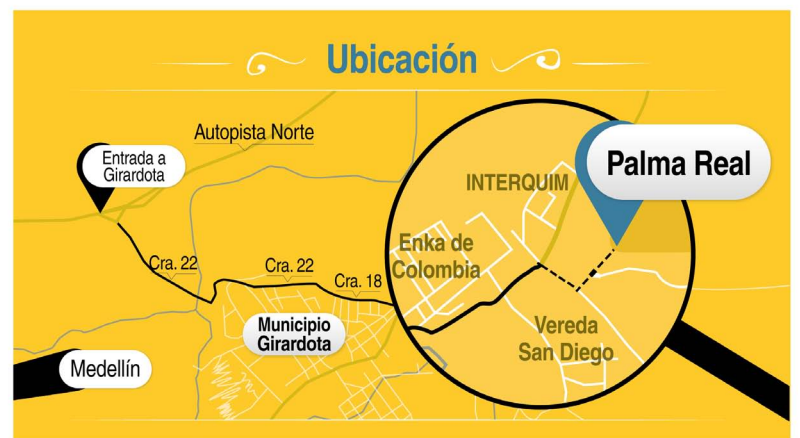 Ubicación
Autopista Norte
Entrada a
Girardota
Palma Real
INTERQUIM
Enka de
Colombia
Cra. 22
Cra. 22
Cra. 18
Municipio
Girardota
Vereda
San Diego
Medellín